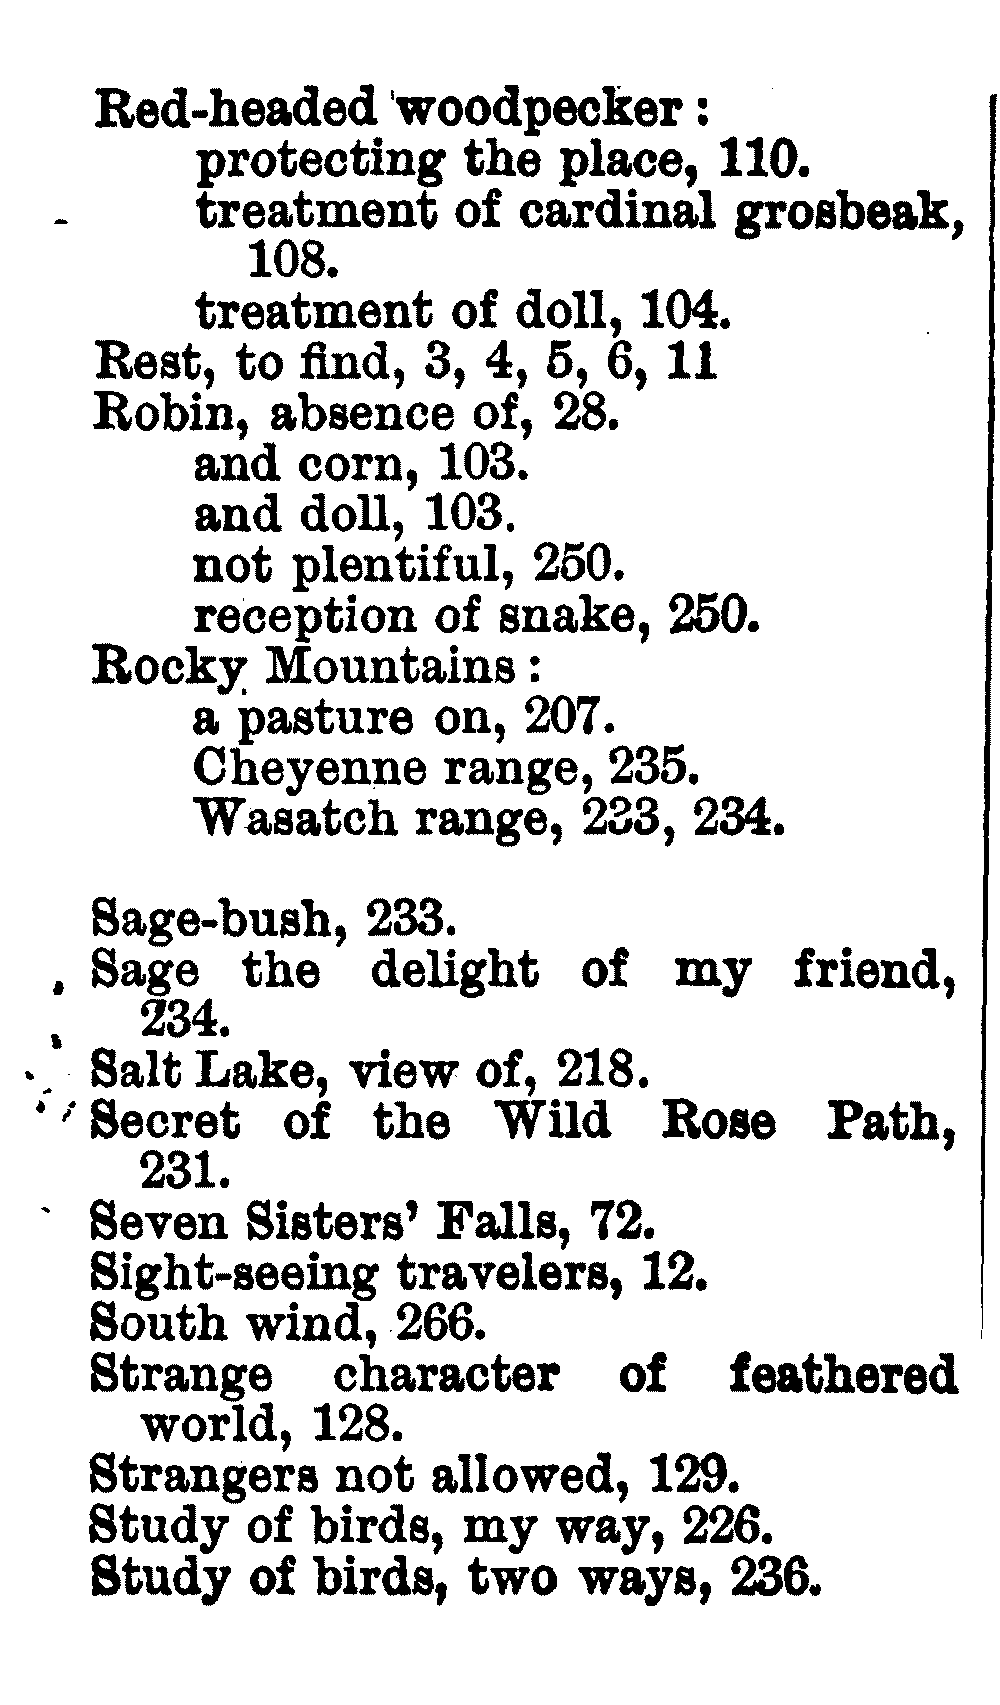 Red-headed woodpecker :
protecting the place, 110.
treatment of cardinal grosbeak,
108.
treatment of doll, 104.
Rest, to find, 3, 4, 5, 6, 11
Robin, absence of, 28.
and corn, 103.
and doll, 103.
not plentiful, 250.
reception of snake, 250.
Rocky Mountains :
a pasture on, 207.
Cheyenne range, 235.
Wasatch range, 233, 234.
Sage-bush, 233.
Sage the delight of my friend,
234.
Salt Lake, view of, 218.
Secret of the Wild Rose Path,
231.
Seven Sisters' Falls, 72.
Sight-seeing travelers, 12.
South wind, 266.
Strange character of feathered
world, 128.
Strangers not allowed, 129.
Study of birds, my way, 226.
Study of birds, two ways, 236.